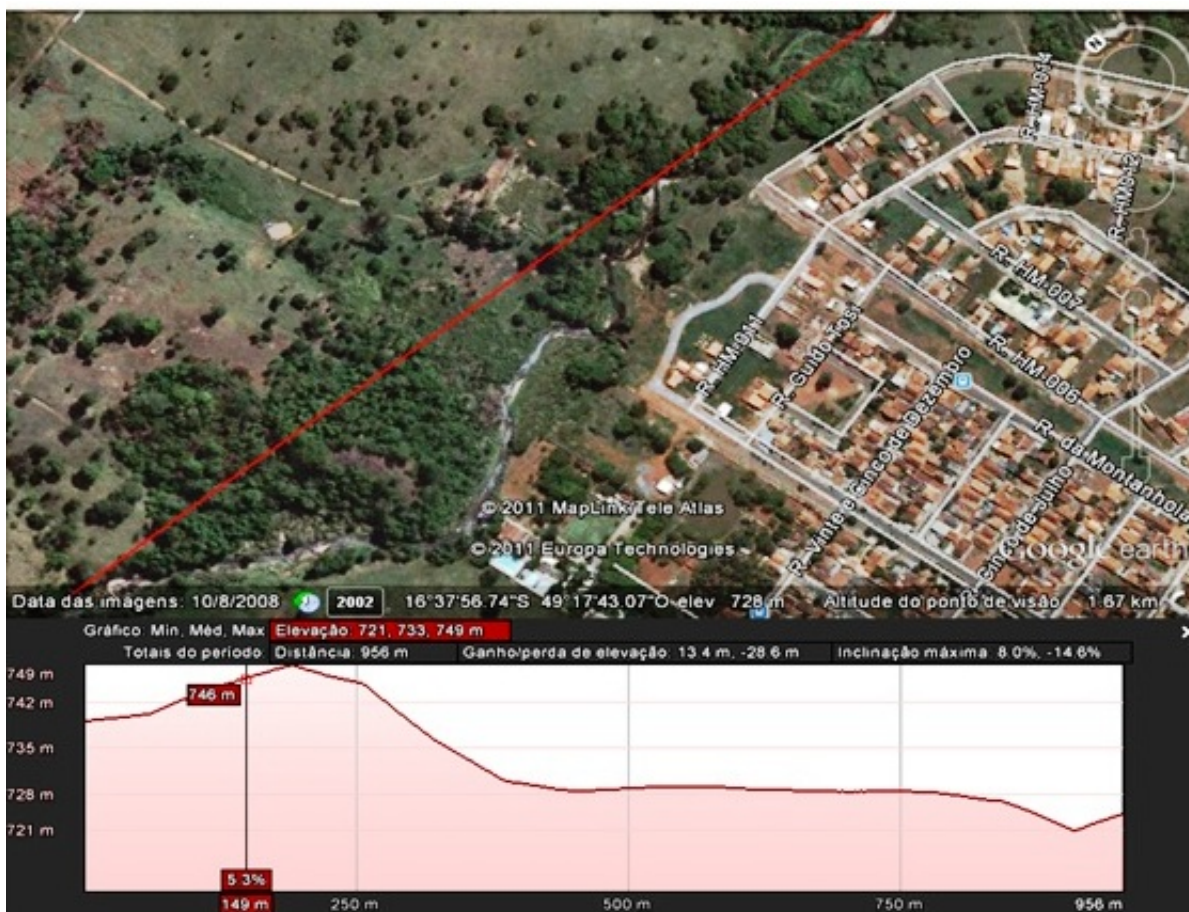 N
R. HM-014
R. HM-12
R. HM-007
R. HM-011
R. Guido Tosi
R. HM-006
R. Vinte e Cinco de Dezembro
R. da Montanhola
Cinco de Julho
© 2011 MapLink/Tele Atlas
© 2011 Europa Technologies
Google earth
Data das imagens: 10/8/2008 2002 16°37'56.74"S 49°17'43.07"O elev 728 m Altitude do ponto de visão 1.67 km
Gráfico: Min, Méd, Max Elevação: 721, 733, 749 m
Totais do período: Distância: 956 m Ganho/perda de elevação: 13.4 m, -28.6 m Inclinação máxima: 8.0%, -14.6%
749 m
746 m
742 m
735 m
728 m
721 m
5.3%
149 m 250 m 500 m 750 m 956 m